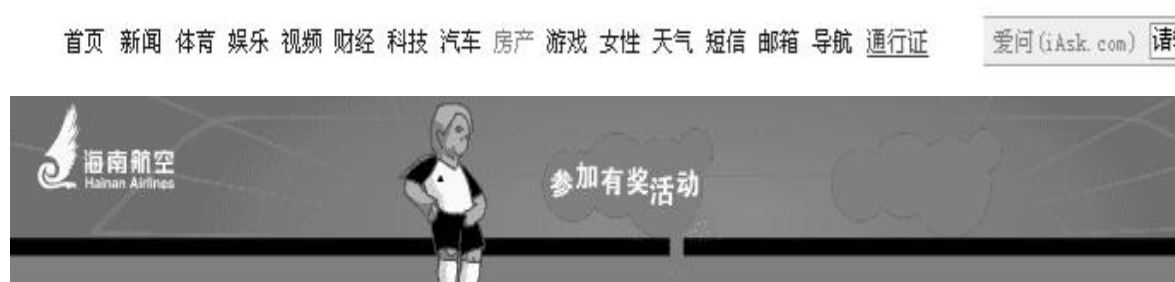 首页 新闻 体育 娱乐 视频 财经 科技 汽车 房产 游戏 女性 天气 短信 邮箱 导航 通行证 爱问(iAsk.com) 请
海南航空
Hainan Airlines
参加有奖活动